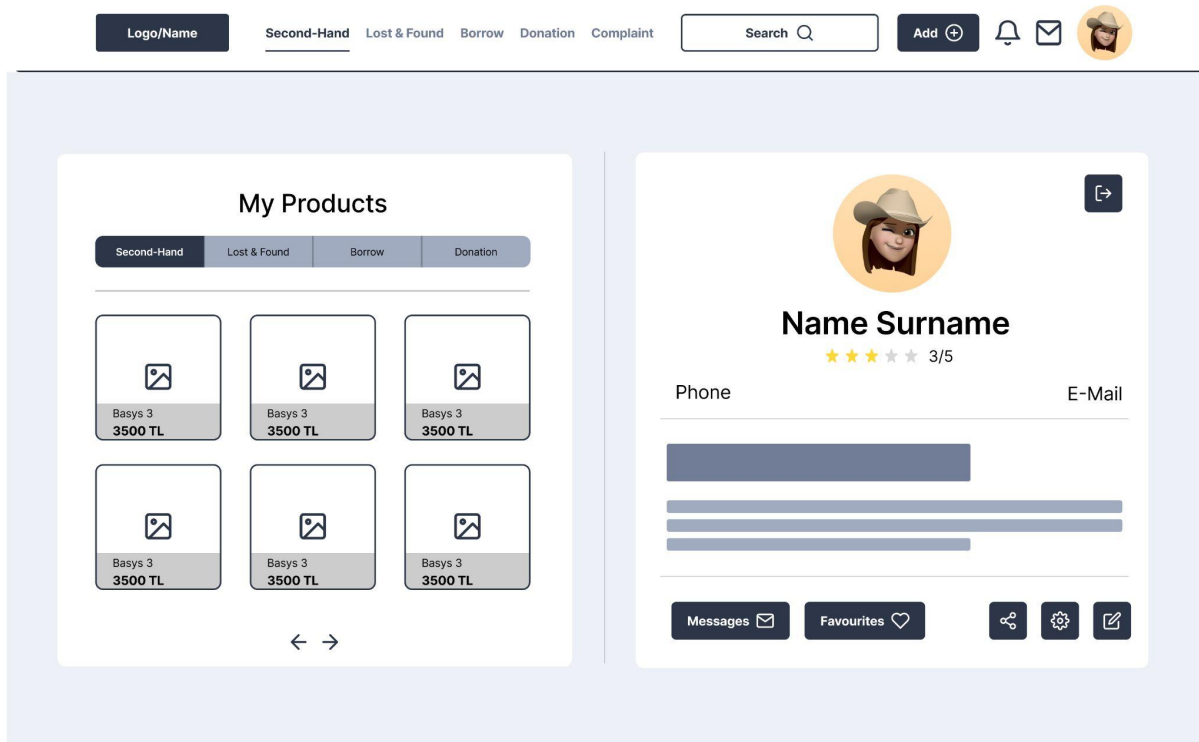 Logo/Name Second-Hand Lost & Found Borrow Donation Complaint Search Add
My Products
Second-Hand Lost & Found Borrow Donation
Basys 3 Basys 3 Basys 3
3500 TL 3500 TL 3500 TL
Basys 3 Basys 3 Basys 3
3500 TL 3500 TL 3500 TL
Name Surname
3/5
Phone E-Mail
Messages Favourites